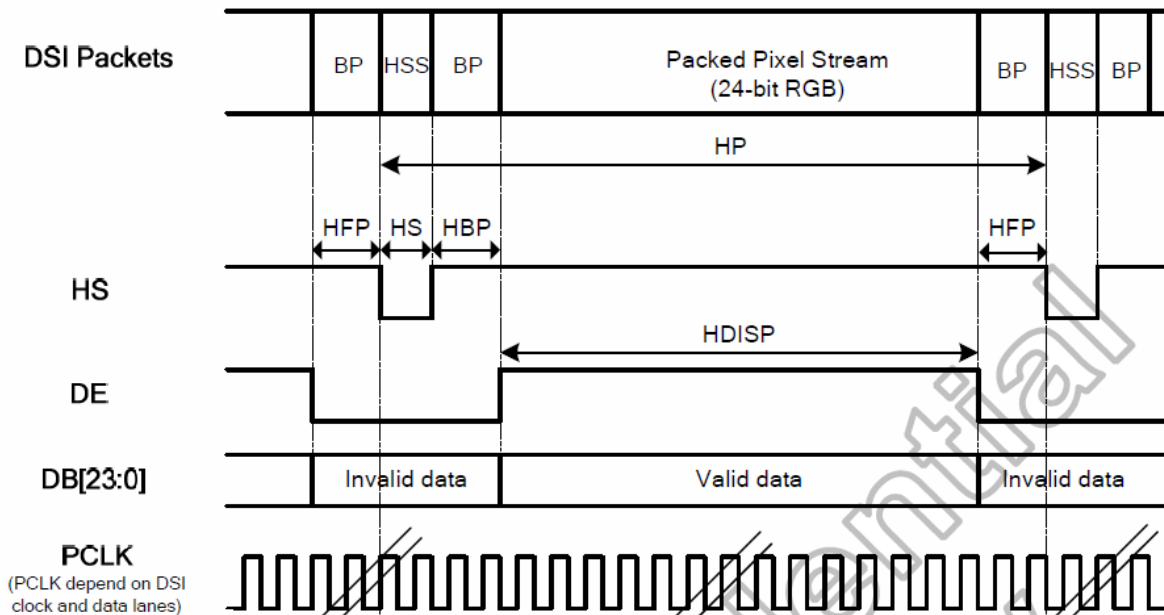 DSI Packets
BP HSS BP Packed Pixel Stream BP HSS BP
(24-bit RGB)
HP
HFP HS HBP HFP
HS
HDISP
DE
DB[23:0] Invalid data Valid data Invalid data
PCLK
(PCLK depend on DSI
clock and data lanes)